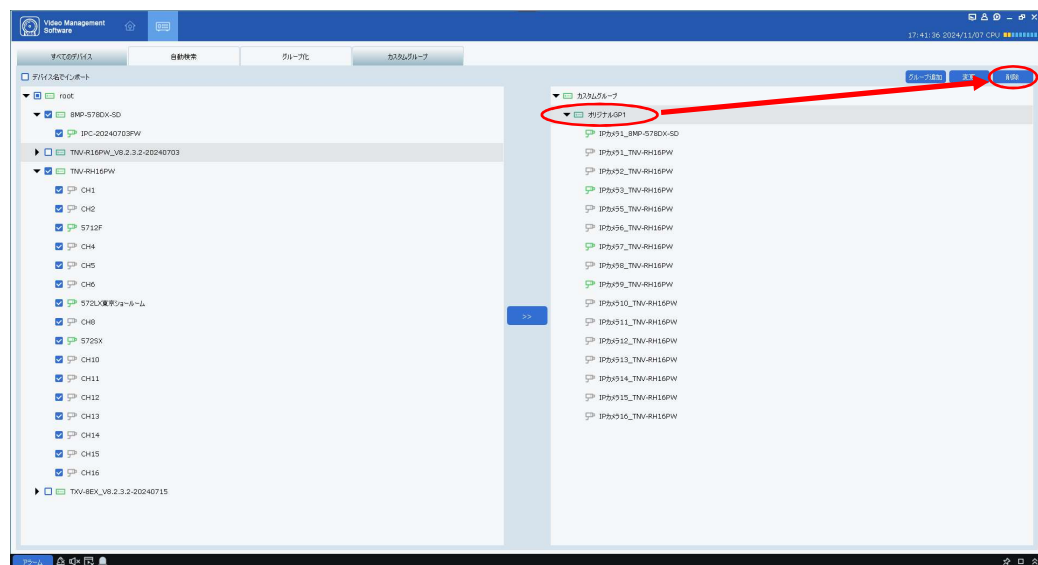 Video Management
Software
17:41:36 2024/11/07 CPU
すべてのデバイス 自動検索 グループ化 カスタムグループ
デバイス名でインポート
グループ追加 変更 削除
root
8MP-578DX-SD
IPC-20240703FW
TNV-R16PW_V8.2.3.2-20240703
TNV-RH16PW
CH1
CH2
5712F
CH4
CH5
CH6
572LX東京ショールーム
CH8
572SX
CH10
CH11
CH12
CH13
CH14
CH15
CH16
TXV-8EX_V8.2.3.2-20240715
>>
カスタムグループ
オリジナルGP1
IPカメラ1_8MP-578DX-SD
IPカメラ1_TNV-RH16PW
IPカメラ2_TNV-RH16PW
IPカメラ3_TNV-RH16PW
IPカメラ5_TNV-RH16PW
IPカメラ6_TNV-RH16PW
IPカメラ7_TNV-RH16PW
IPカメラ8_TNV-RH16PW
IPカメラ9_TNV-RH16PW
IPカメラ10_TNV-RH16PW
IPカメラ11_TNV-RH16PW
IPカメラ12_TNV-RH16PW
IPカメラ13_TNV-RH16PW
IPカメラ14_TNV-RH16PW
IPカメラ15_TNV-RH16PW
IPカメラ16_TNV-RH16PW
アラーム